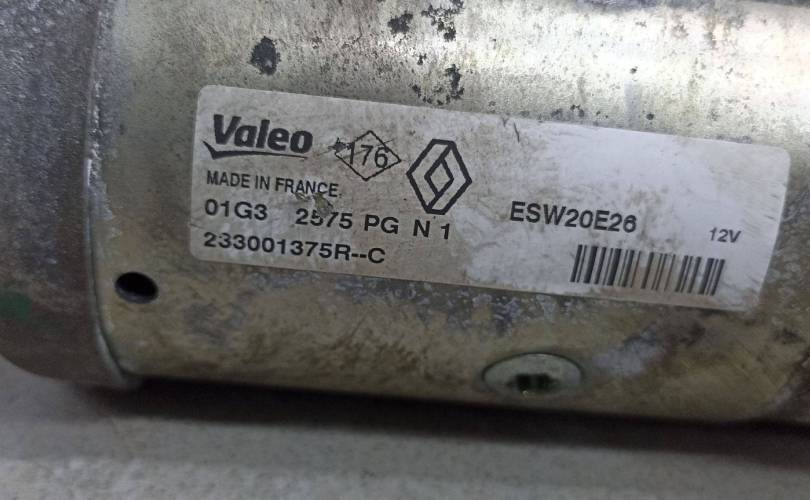 Valeo 176
MADE IN FRANCE
01G3 2575 PG N 1 ESW20E26 12V
233001375R--C